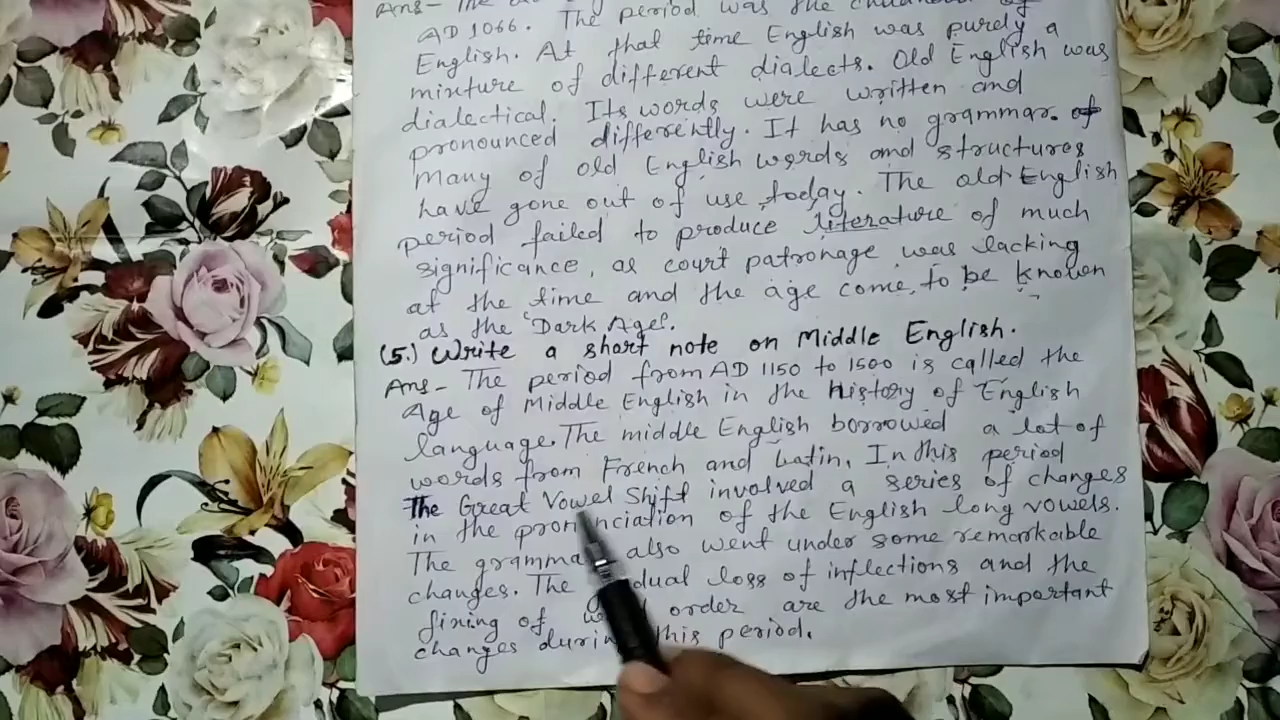 Ans- The
AD 1066. The period was the childhood of
English. At that time English was purely a
mixture of different dialects. Old English was
dialectical. Its words were written and
pronounced differently. It has no grammar.
Many of old English words and structures
have gone out of use today. The old English
period failed to produce literature of much
significance, as court patronage was lacking
at the time and the age come to be known
as the 'Dark Age'.
(5.) Write a short note on Middle English.
Ans- The period from AD 1150 to 1500 is called the
Age of Middle English in the history of English
language. The middle English borrowed a lot of
words from French and Latin. In this period
The Great Vowel Shift involved a series of changes
in the pronunciation of the English long vowels.
The grammar also went under some remarkable
changes. The loss of inflections and the
fixing of order are the most important
changes during this period.